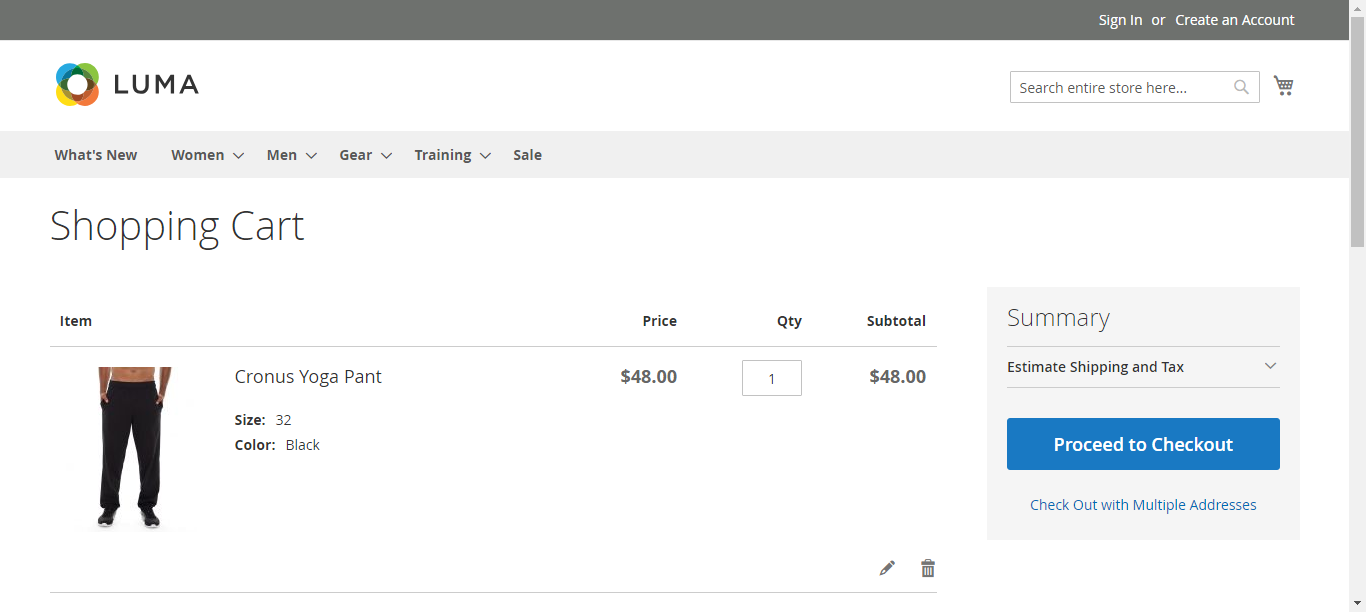 Sign In or Create an Account
LUMA
Search entire store here...
What's New Women Men Gear Training Sale
Shopping Cart
Item Price Qty Subtotal
Cronus Yoga Pant $48.00 1 $48.00
Size: 32
Color: Black
Summary
Estimate Shipping and Tax
Proceed to Checkout
Check Out with Multiple Addresses